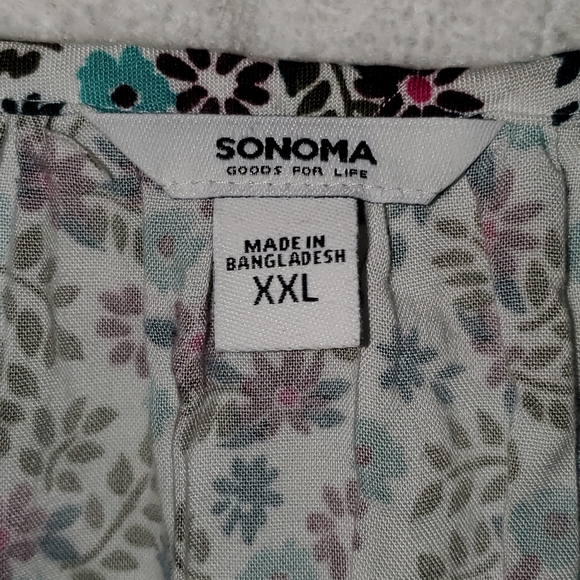 SONOMA
GOODS FOR LIFE
MADE IN
BANGLADESH
XXL